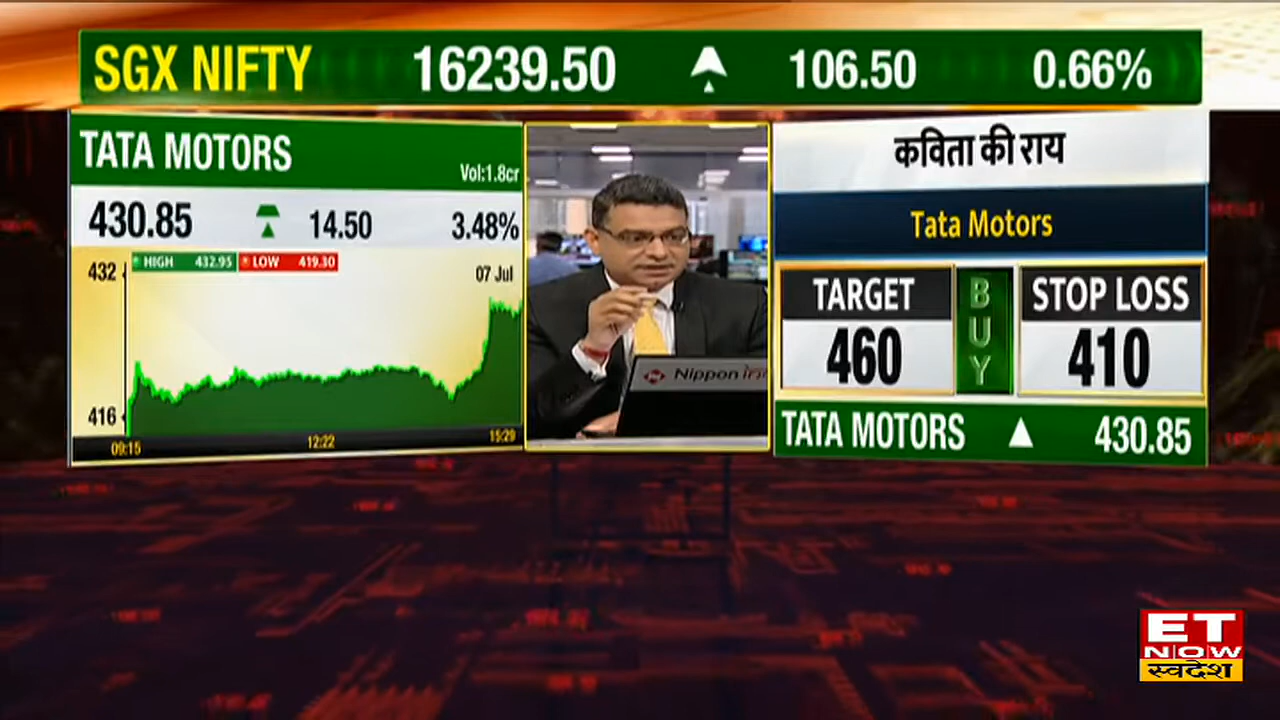 SGX NIFTY 16239.50 106.50 0.66%
TATA MOTORS
Vol:1.8cr
430.85 14.50 3.48%
HIGH 432.95 LOW 419.30
07 Jul
432
416
09:15 12:22 15:29
Nippon
कविता की राय
Tata Motors
TARGET
460
BUY
STOP LOSS
410
TATA MOTORS 430.85
ET
NOW
स्वदेश